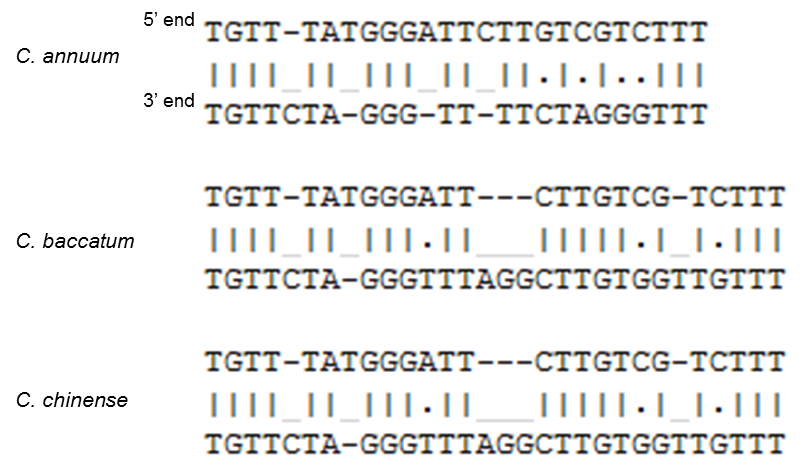 5’ end TGTT-TATGGGATTCTTGTCGTCTTT
C. annuum ||||_||_|||_||_||.|.|..|||
3’ end TGTTCTA-GGG-TT-TTCTAGGGTTT
TGTT-TATGGGATT---CTTGTCG-TCTTT
C. baccatum ||||_||_|||.||___|||||.|_|.|||
TGTTCTA-GGGTTTAGGCTTGTGGTTGTTT
TGTT-TATGGGATT---CTTGTCG-TCTTT
C. chinense ||||_||_|||.||___|||||.|_|.|||
TGTTCTA-GGGTTTAGGCTTGTGGTTGTTT